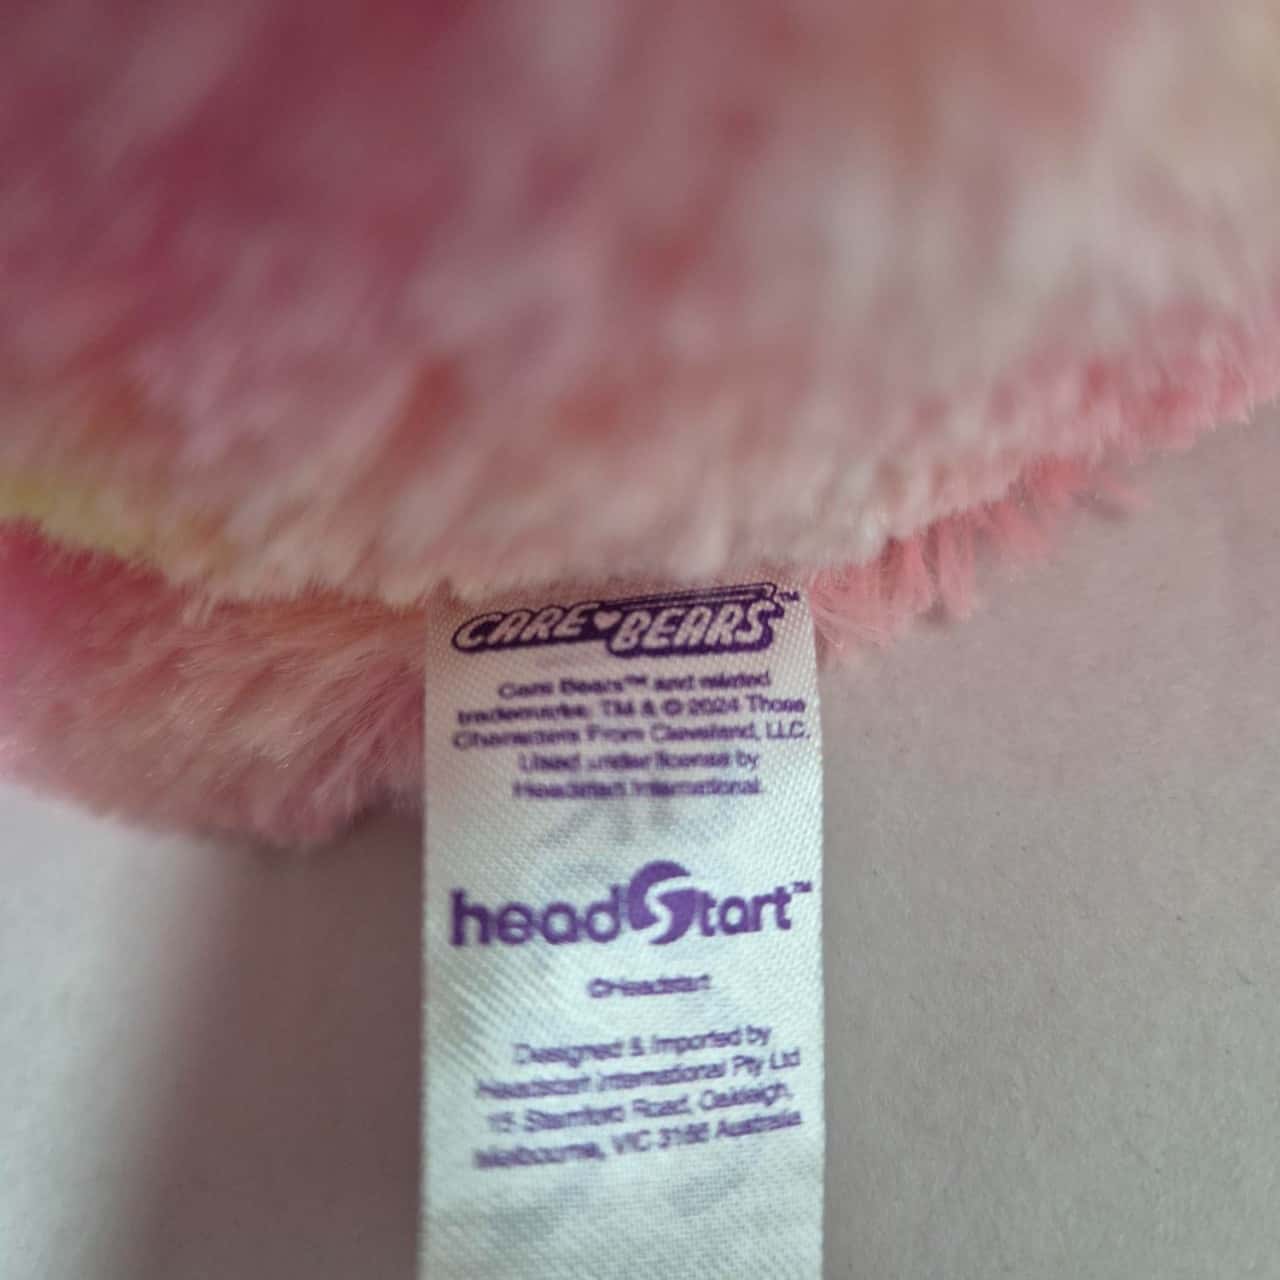 CARE BEARS™
Care Bears™ and related
trademarks, TM & © 2024 Those
Characters From Cleveland, LLC.
Used under license by
Headstart International.
headstart™
©Headstart
Designed & Imported by
Headstart International Pty Ltd
15 Stamford Road, Oakleigh,
Melbourne, VIC 3166 Australia